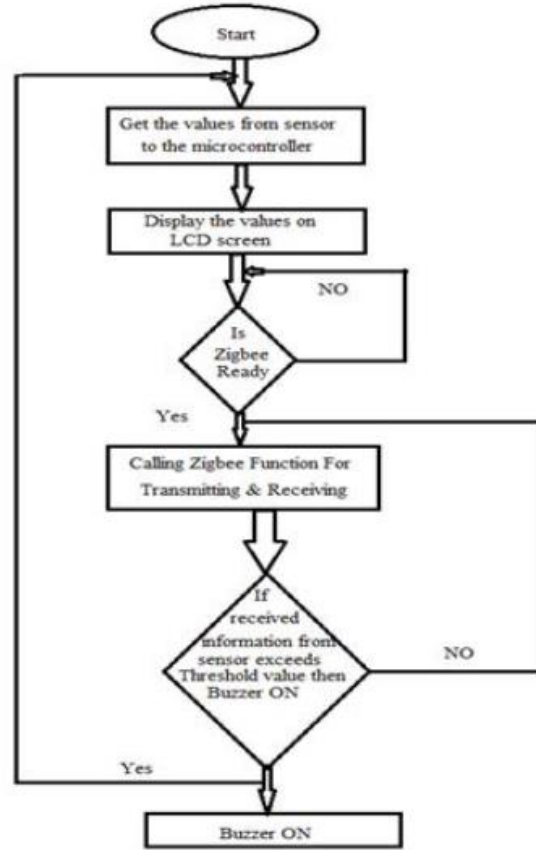 Start
Get the values from sensor
to the microcontroller
Display the values on
LCD screen
NO
Is
Zigbee
Ready
Yes
Calling Zigbee Function For
Transmitting & Receiving
If
received
information from
sensor exceeds
Threshold value then
Buzzer ON
NO
Yes
Buzzer ON